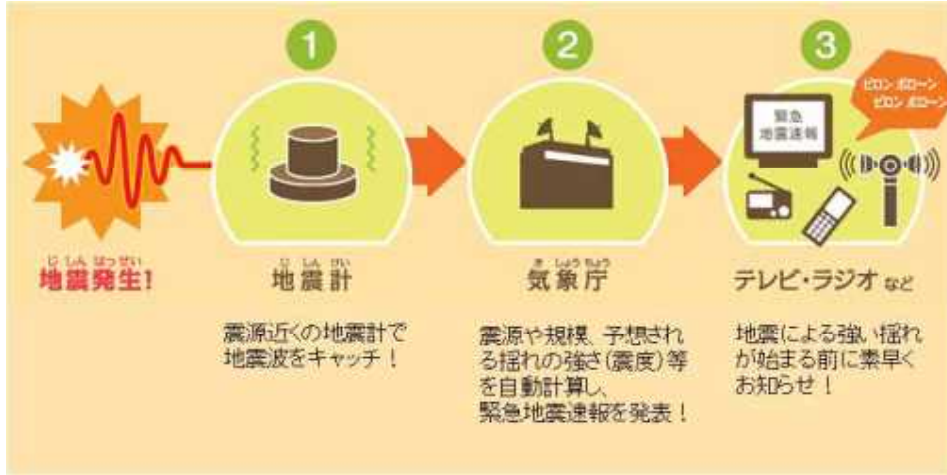 1
2
3
ピロン ポローン
ピロン ポローン
緊急
地震速報
じしんはっせい
地震発生!
じしんけい
地震計
きしょうちょう
気象庁
テレビ・ラジオ など
震源近くの地震計で
地震波をキャッチ！
震源や規模、予想され
る揺れの強さ(震度)等
を自動計算し、
緊急地震速報を発表！
地震による強い揺れ
が始まる前に素早く
お知らせ！